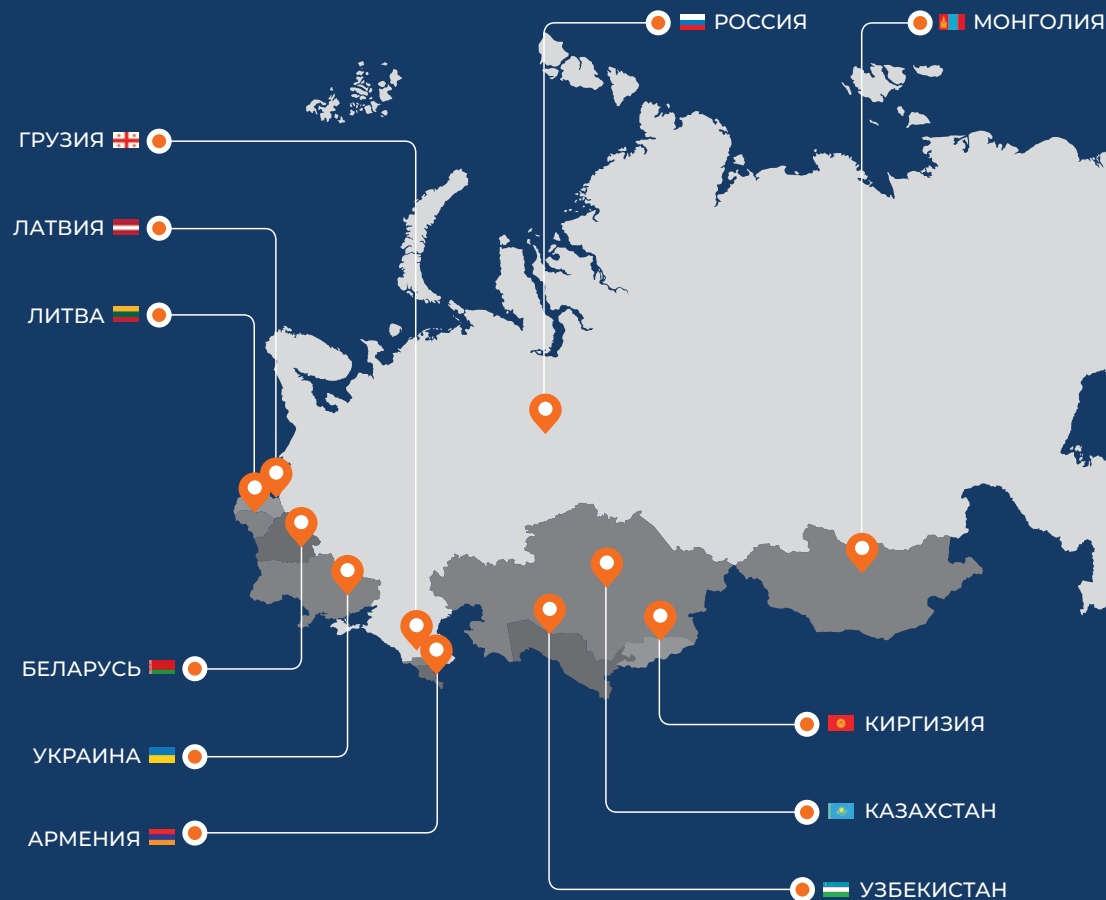 РОССИЯ
МОНГОЛИЯ
ГРУЗИЯ
ЛАТВИЯ
ЛИТВА
БЕЛАРУСЬ
УКРАИНА
АРМЕНИЯ
КИРГИЗИЯ
КАЗАХСТАН
УЗБЕКИСТАН